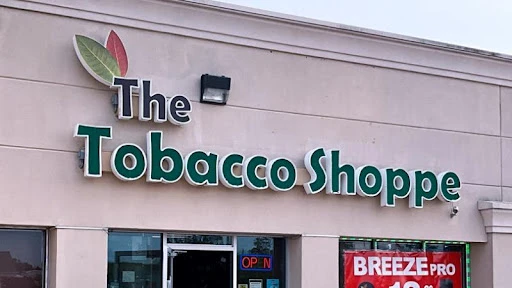 The
Tobacco Shoppe
OPEN
BREEZE PRO